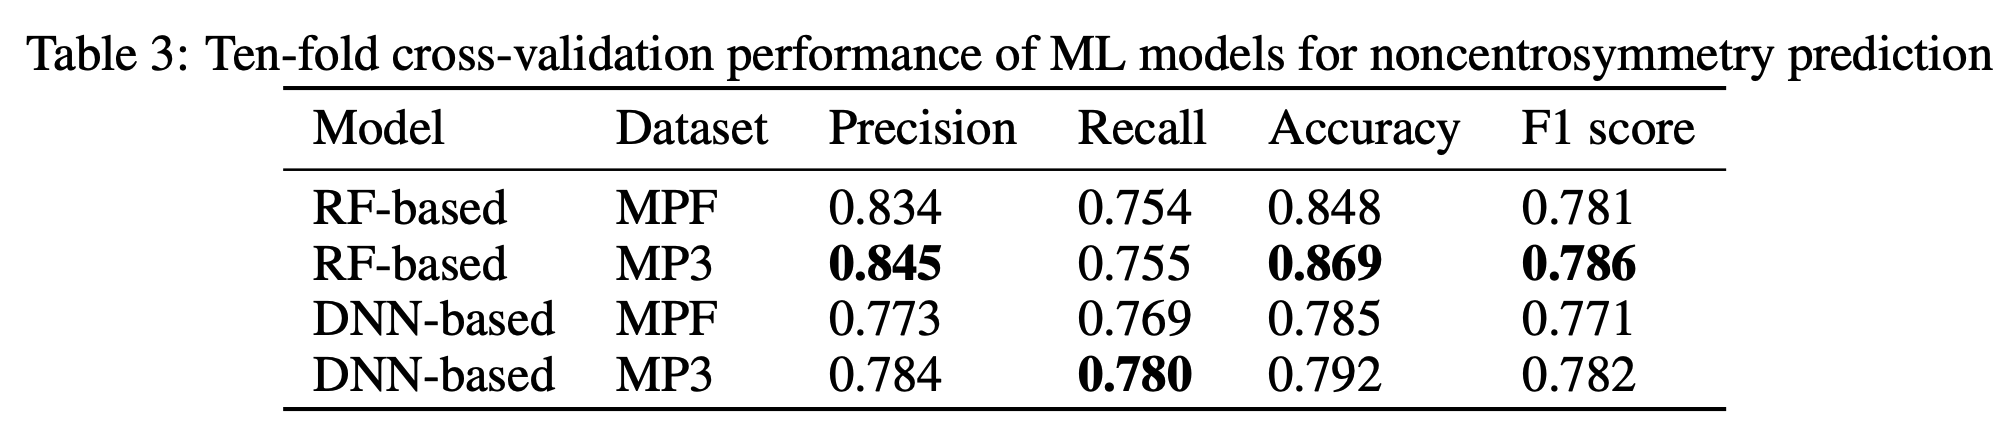 Table 3: Ten-fold cross-validation performance of ML models for noncentrosymmetry prediction
Model Dataset Precision Recall Accuracy F1 score
RF-based MPF 0.834 0.754 0.848 0.781
RF-based MP3 0.845 0.755 0.869 0.786
DNN-based MPF 0.773 0.769 0.785 0.771
DNN-based MP3 0.784 0.780 0.792 0.782